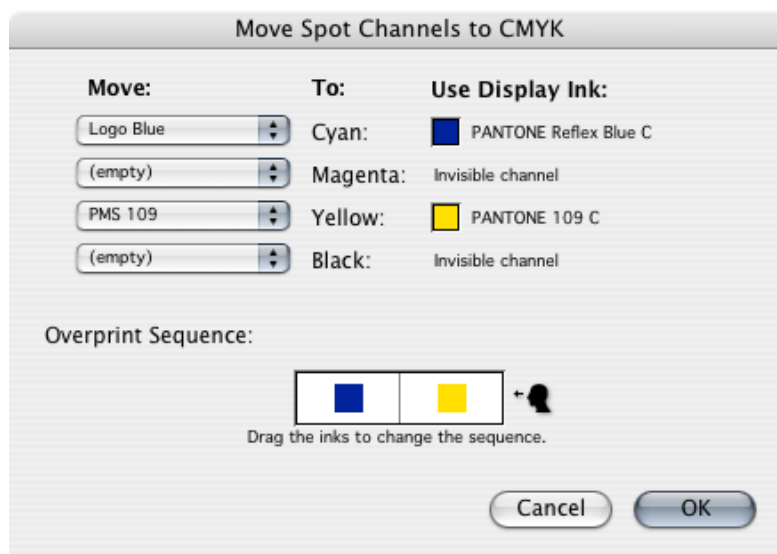 Move Spot Channels to CMYK
Move: To: Use Display Ink:
Logo Blue Cyan: PANTONE Reflex Blue C
(empty) Magenta: Invisible channel
PMS 109 Yellow: PANTONE 109 C
(empty) Black: Invisible channel
Overprint Sequence:
Drag the inks to change the sequence.
Cancel OK